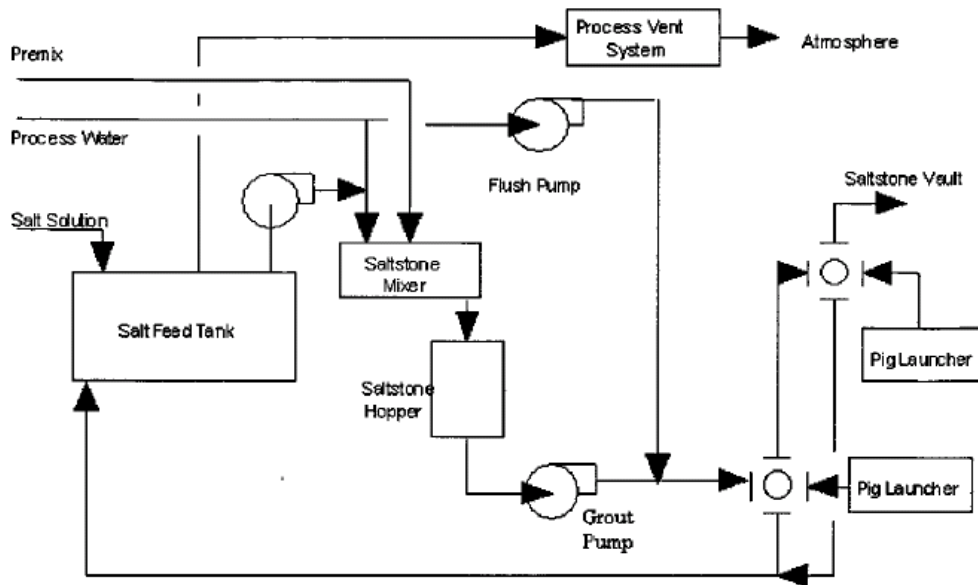 Process Vent
System
Atmosphere
Premix
Process Water
Flush Pump
Saltstone Vault
Salt Solution
Saltstone
Mixer
Salt Feed Tank
Pig Launcher
Saltstone
Hopper
Pig Launcher
Grout
Pump